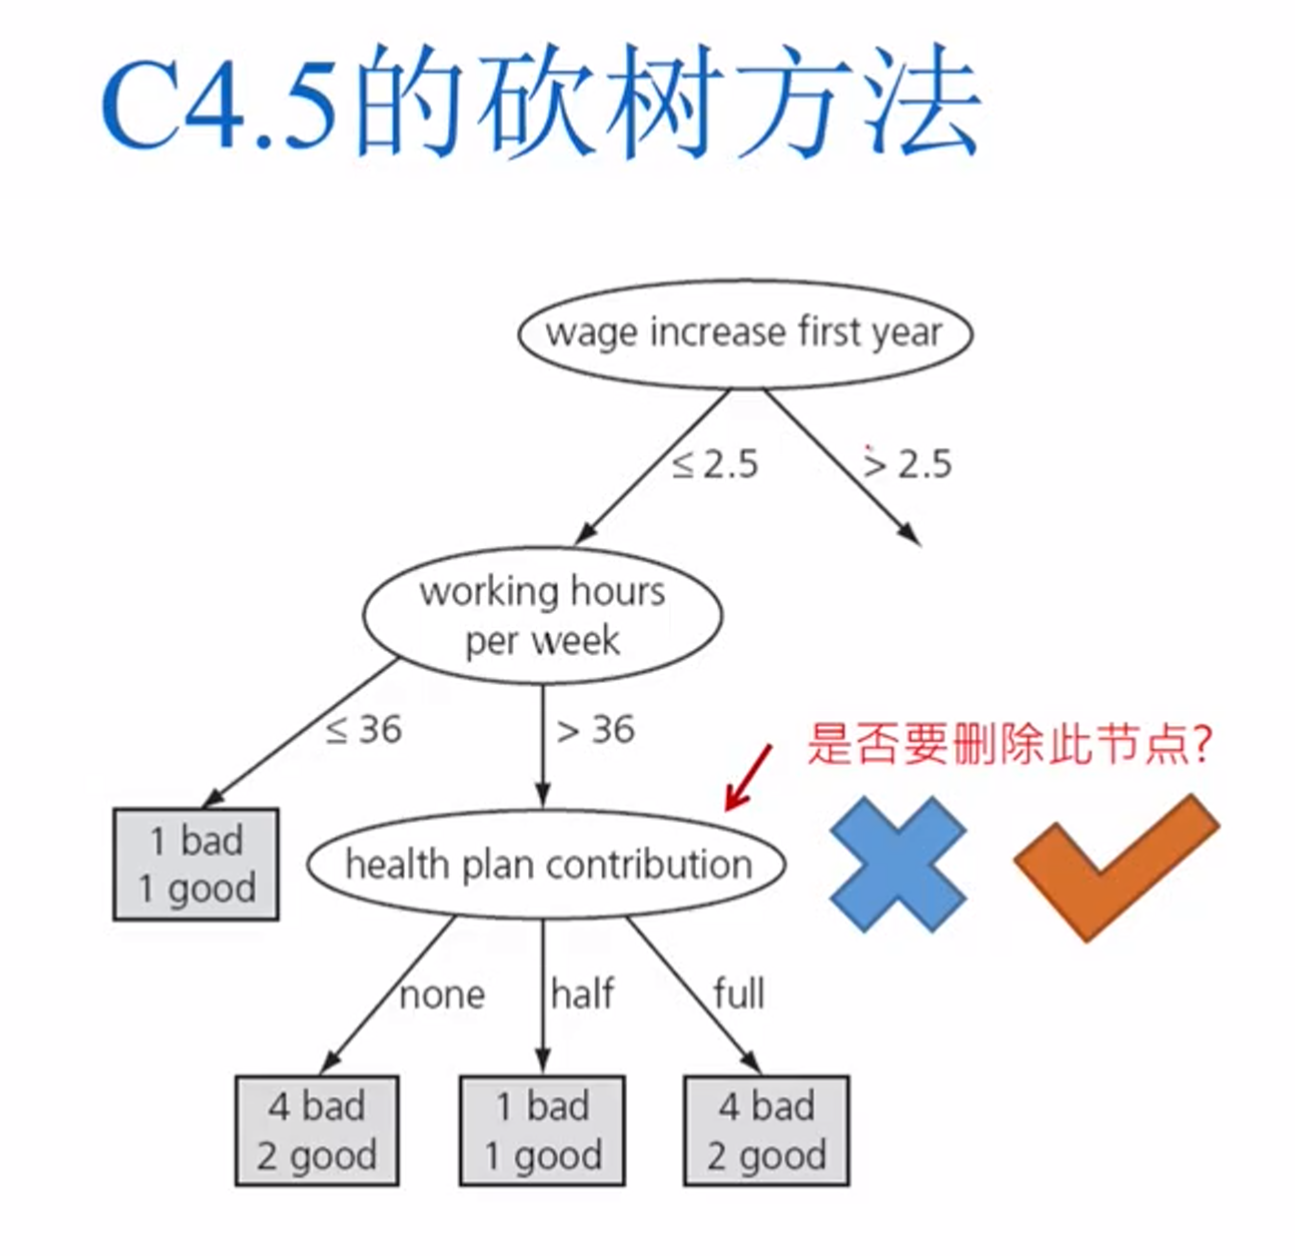 C4.5的砍树方法
wage increase first year
≤ 2.5
> 2.5
working hours
per week
≤ 36
> 36
是否要删除此节点?
1 bad
1 good
health plan contribution
none
half
full
4 bad
2 good
1 bad
1 good
4 bad
2 good